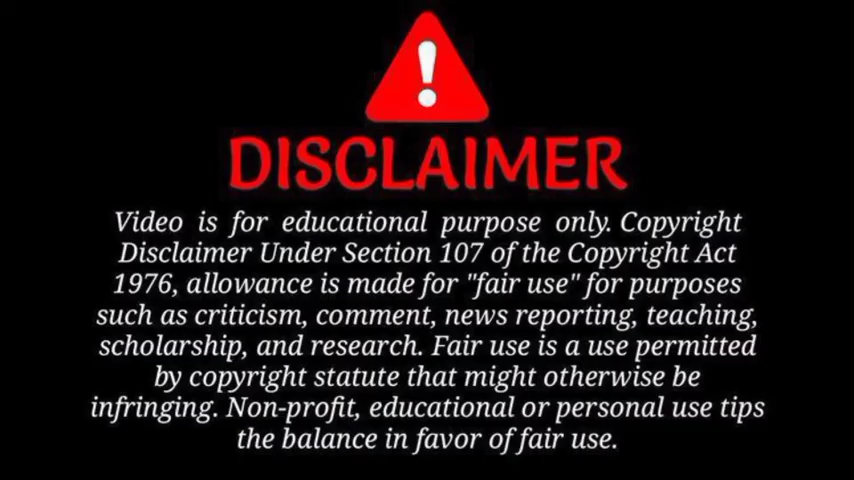 DISCLAIMER
Video is for educational purpose only. Copyright
Disclaimer Under Section 107 of the Copyright Act
1976, allowance is made for "fair use" for purposes
such as criticism, comment, news reporting, teaching,
scholarship, and research. Fair use is a use permitted
by copyright statute that might otherwise be
infringing. Non-profit, educational or personal use tips
the balance in favor of fair use.